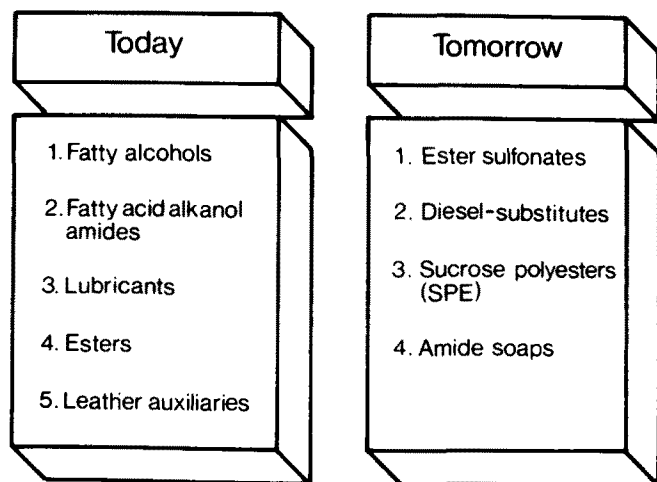 Today
1. Fatty alcohols
2. Fatty acid alkanol
amides
3. Lubricants
4. Esters
5. Leather auxiliaries
Tomorrow
1. Ester sulfonates
2. Diesel-substitutes
3. Sucrose polyesters
(SPE)
4. Amide soaps